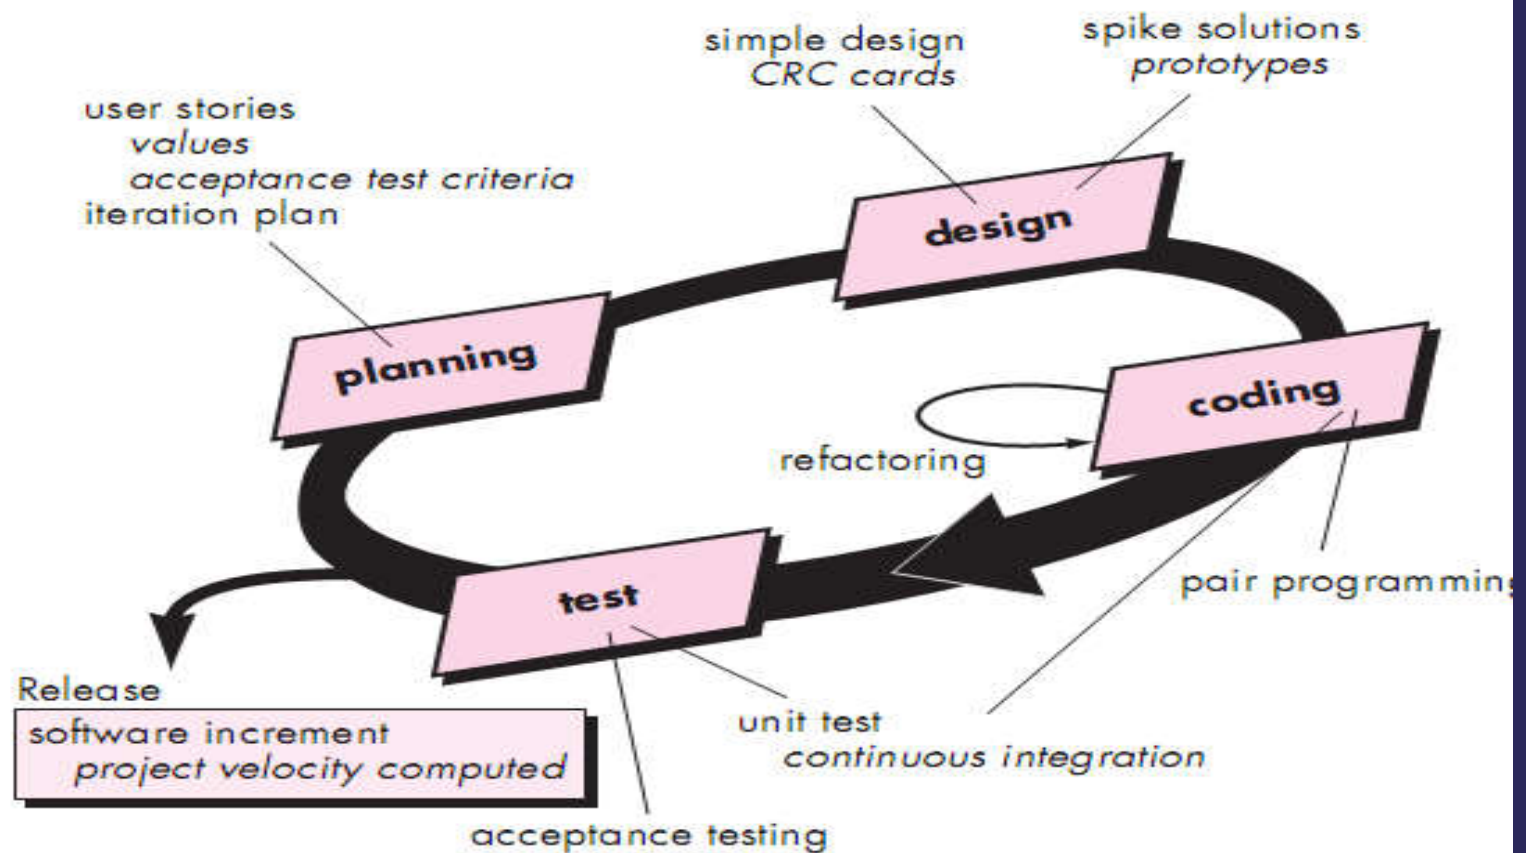 simple design
CRC cards
spike solutions
prototypes
user stories
values
acceptance test criteria
iteration plan
design
planning
coding
refactoring
test
pair programming
Release
software increment
project velocity computed
unit test
continuous integration
acceptance testing